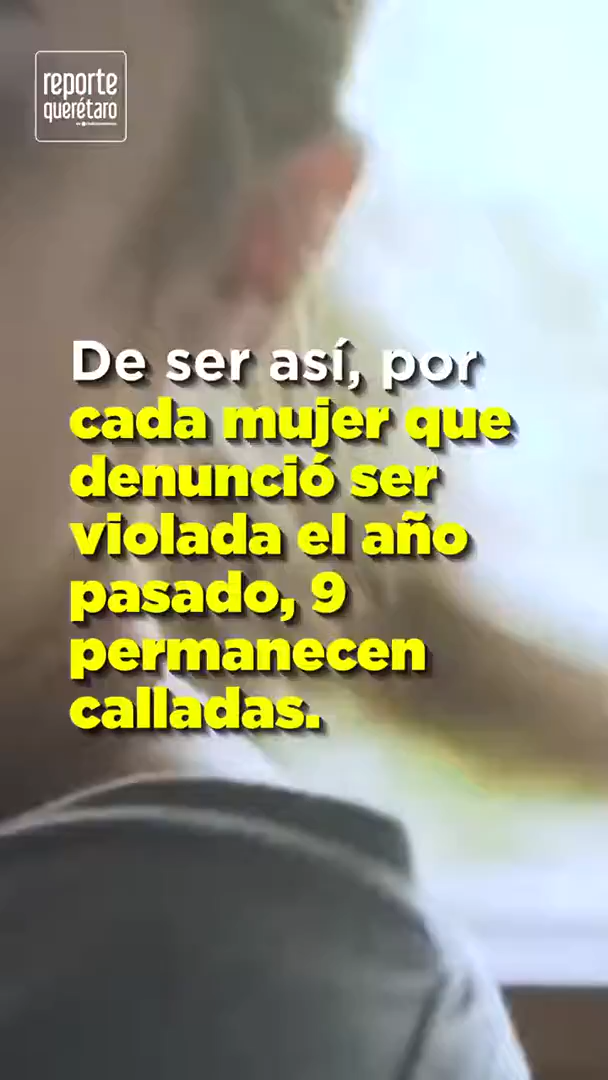 reporte
querétaro
De ser así, por
cada mujer que
denunció ser
violada el año
pasado, 9
permanecen
calladas.